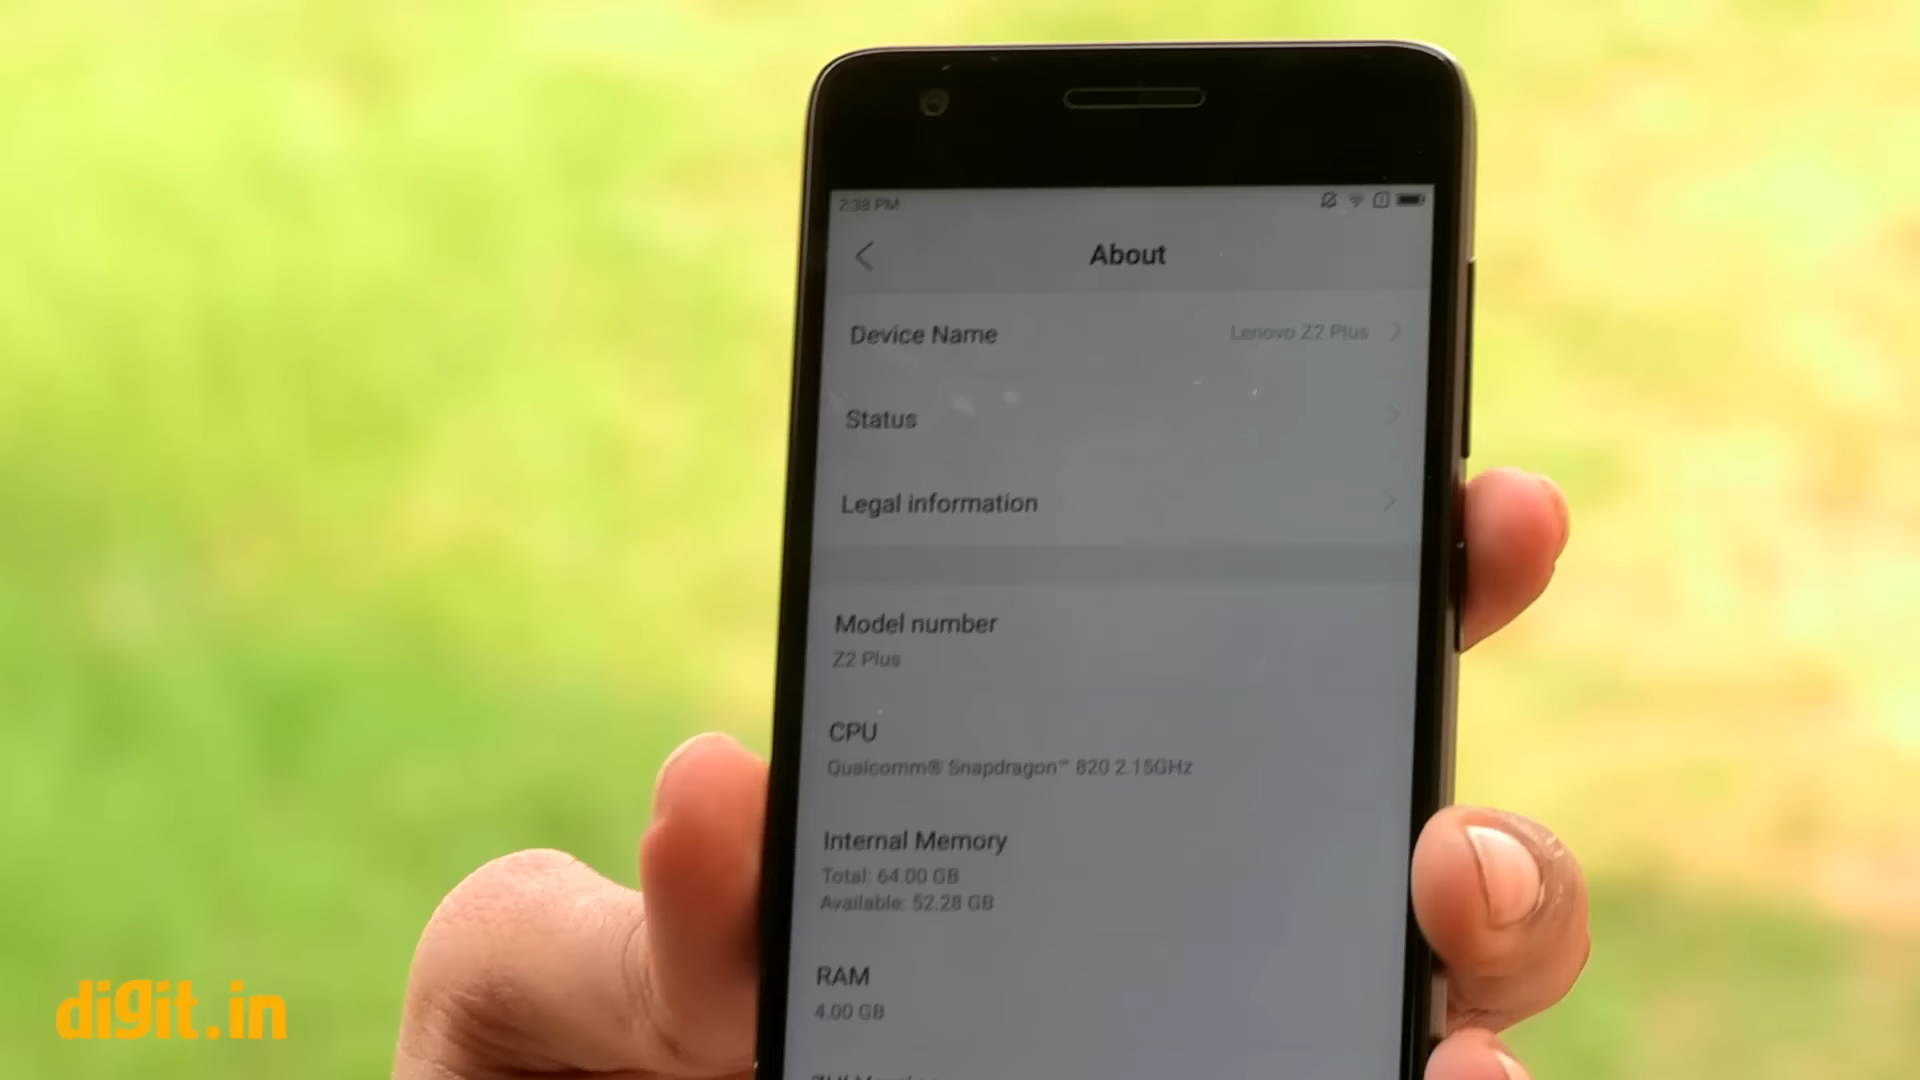 2:38 PM
About
Device Name
Lenovo Z2 Plus
Status
Legal information
Model number
Z2 Plus
CPU
Qualcomm® Snapdragon™ 820 2.15GHz
Internal Memory
Total: 64.00 GB
Available: 52.28 GB
RAM
4.00 GB
digit.in